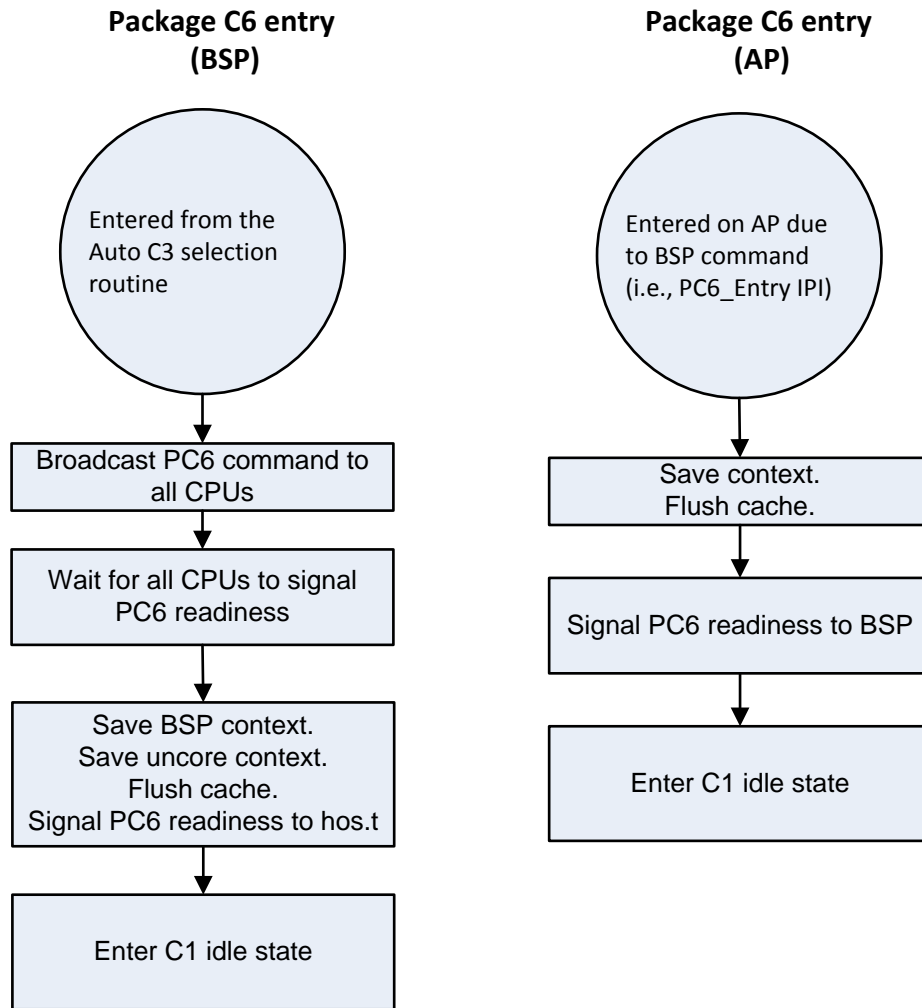 Package C6 entry
(BSP)
Entered from the
Auto C3 selection
routine
Broadcast PC6 command to
all CPUs
Wait for all CPUs to signal
PC6 readiness
Save BSP context.
Save uncore context.
Flush cache.
Signal PC6 readiness to hos.t
Enter C1 idle state
Package C6 entry
(AP)
Entered on AP due
to BSP command
(i.e., PC6_Entry IPI)
Save context.
Flush cache.
Signal PC6 readiness to BSP
Enter C1 idle state